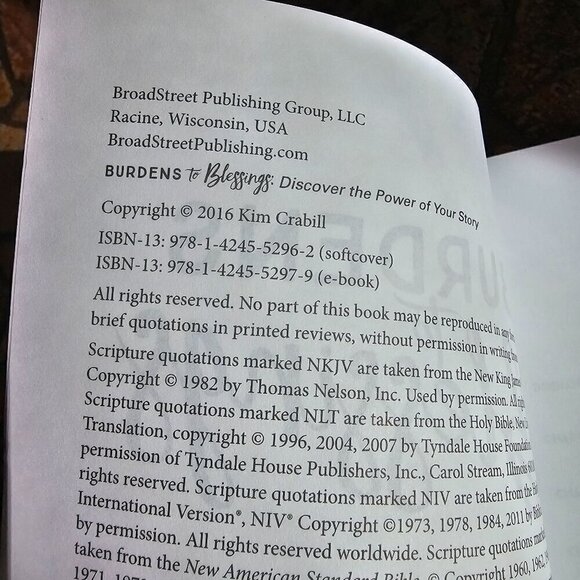 BroadStreet Publishing Group, LLC
Racine, Wisconsin, USA
BroadStreetPublishing.com
BURDENS to Blessings: Discover the Power of Your Story
Copyright © 2016 Kim Crabill
ISBN-13: 978-1-4245-5296-2 (softcover)
ISBN-13: 978-1-4245-5297-9 (e-book)
All rights reserved. No part of this book may be reproduced in any
brief quotations in printed reviews, without permission in writing
Scripture quotations marked NKJV are taken from the New King
Copyright © 1982 by Thomas Nelson, Inc. Used by permission. All
Scripture quotations marked NLT are taken from the Holy Bible, New
Translation, copyright © 1996, 2004, 2007 by Tyndale House
permission of Tyndale House Publishers, Inc., Carol Stream, Illinois
rights reserved. Scripture quotations marked NIV are taken from the
International Version®, NIV® Copyright ©1973, 1978, 1984, 2011 by
by permission. All rights reserved worldwide. Scripture quotations
taken from the New American Standard Bible, © Copyright 1960, 1962,
1971,